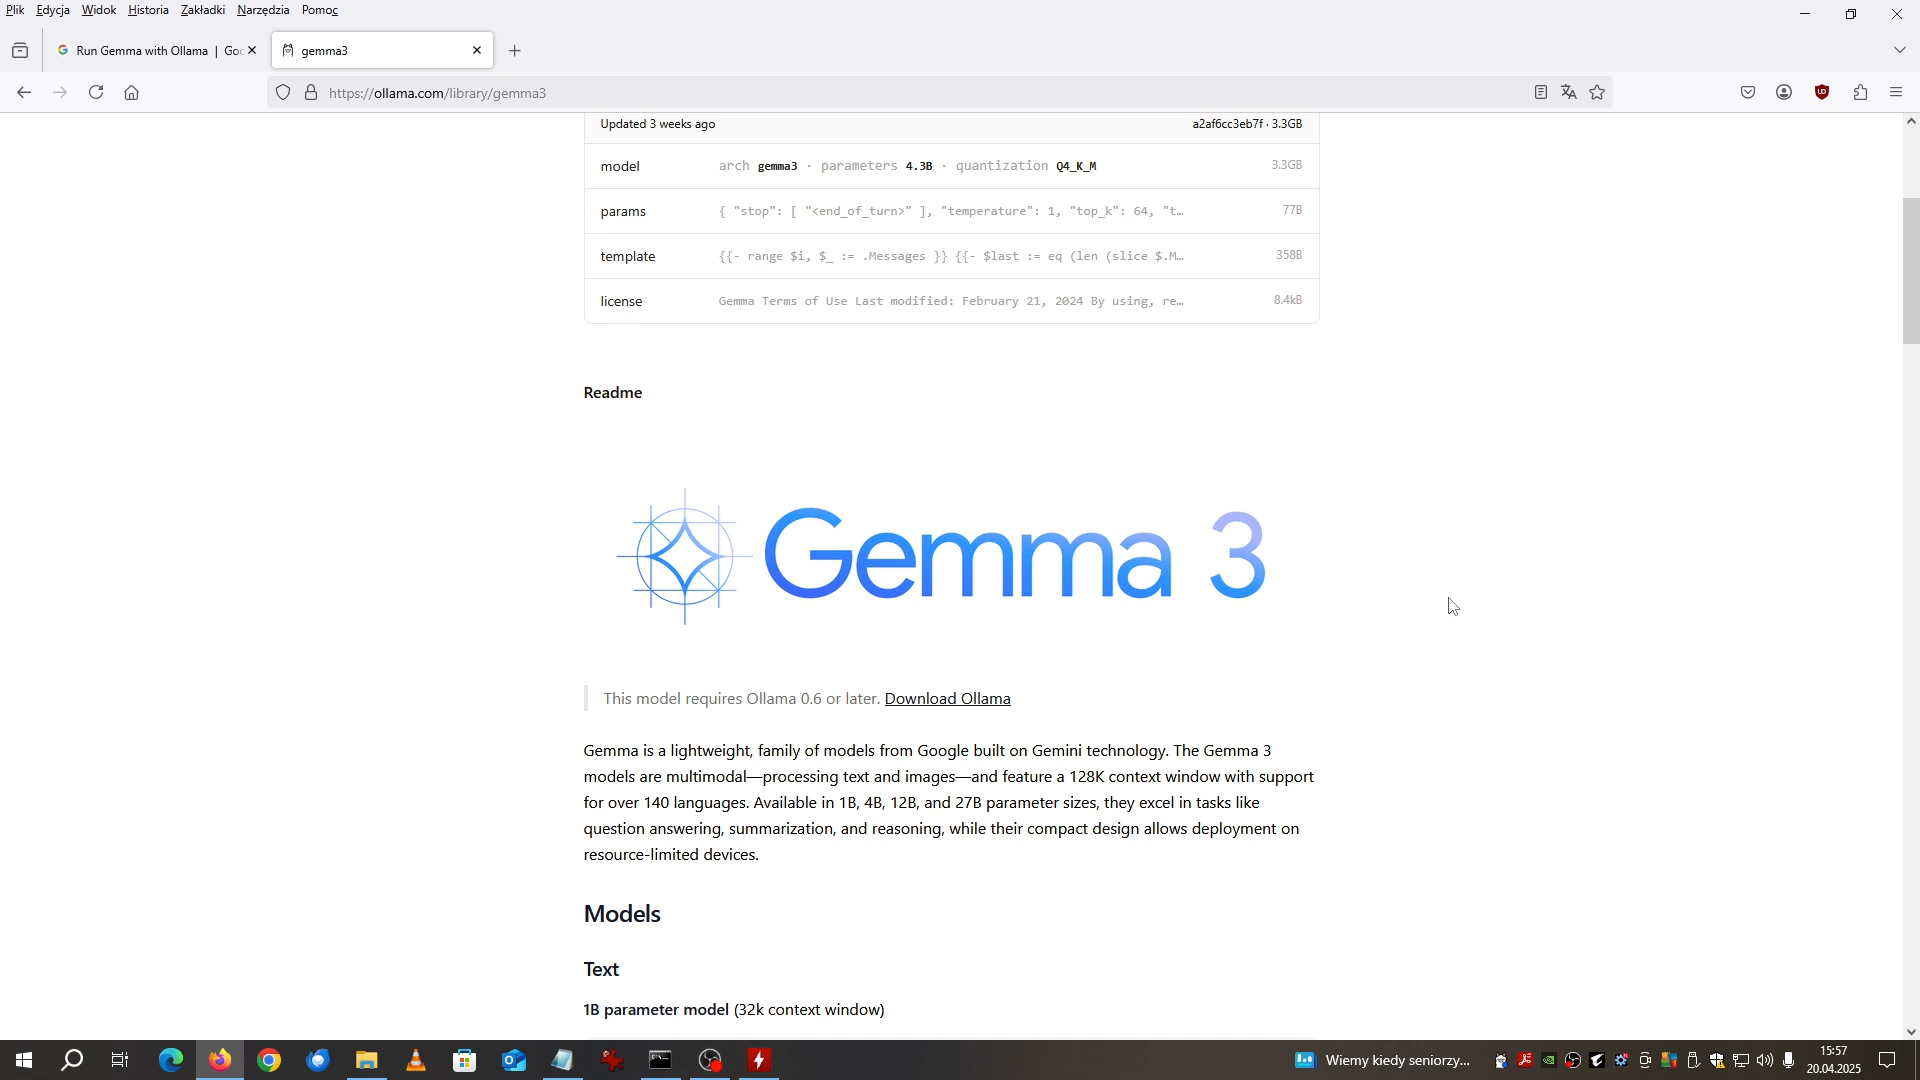 Plik Edycja Widok Historia Zakładki Narzędzia Pomoc
Run Gemma with Ollama | Goo
gemma3
https://ollama.com/library/gemma3
Updated 3 weeks ago a2af6cc3eb7f · 3.3GB
model arch gemma3 · parameters 4.3B · quantization Q4_K_M 3.3GB
params { "stop": [ "<end_of_turn>" ], "temperature": 1, "top_k": 64, "t… 77B
template {{- range $i, $_ := .Messages }} {{- $last := eq (len (slice $.M… 358B
license Gemma Terms of Use Last modified: February 21, 2024 By using, re… 8.4kB
Readme
Gemma 3
This model requires Ollama 0.6 or later. Download Ollama
Gemma is a lightweight, family of models from Google built on Gemini technology. The Gemma 3
models are multimodal—processing text and images—and feature a 128K context window with support
for over 140 languages. Available in 1B, 4B, 12B, and 27B parameter sizes, they excel in tasks like
question answering, summarization, and reasoning, while their compact design allows deployment on
resource-limited devices.
Models
Text
1B parameter model (32k context window)
Wiemy kiedy seniorzy...
15:57
20.04.2025